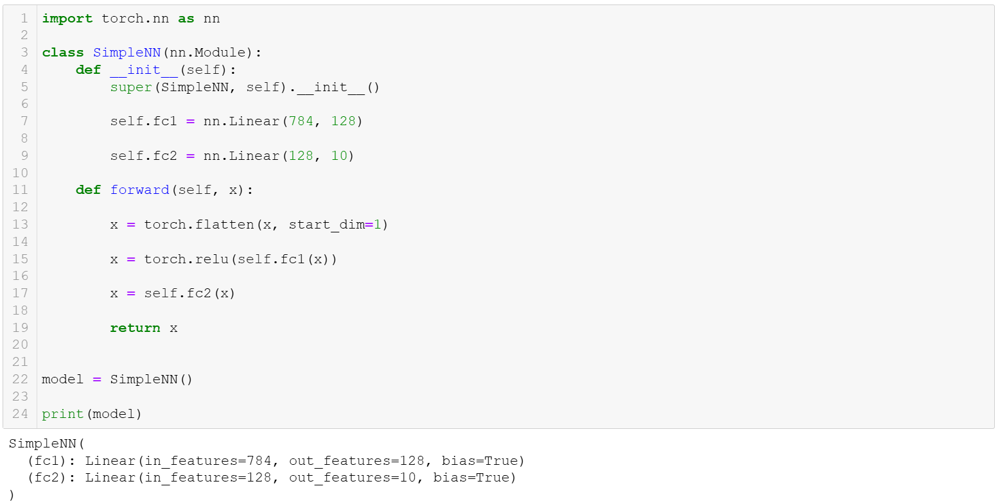 1 import torch.nn as nn
2
3 class SimpleNN(nn.Module):
4     def __init__(self):
5         super(SimpleNN, self).__init__()
6
7         self.fc1 = nn.Linear(784, 128)
8
9         self.fc2 = nn.Linear(128, 10)
10
11     def forward(self, x):
12
13         x = torch.flatten(x, start_dim=1)
14
15         x = torch.relu(self.fc1(x))
16
17         x = self.fc2(x)
18
19         return x
20
21
22 model = SimpleNN()
23
24 print(model)
SimpleNN(
  (fc1): Linear(in_features=784, out_features=128, bias=True)
  (fc2): Linear(in_features=128, out_features=10, bias=True)
)